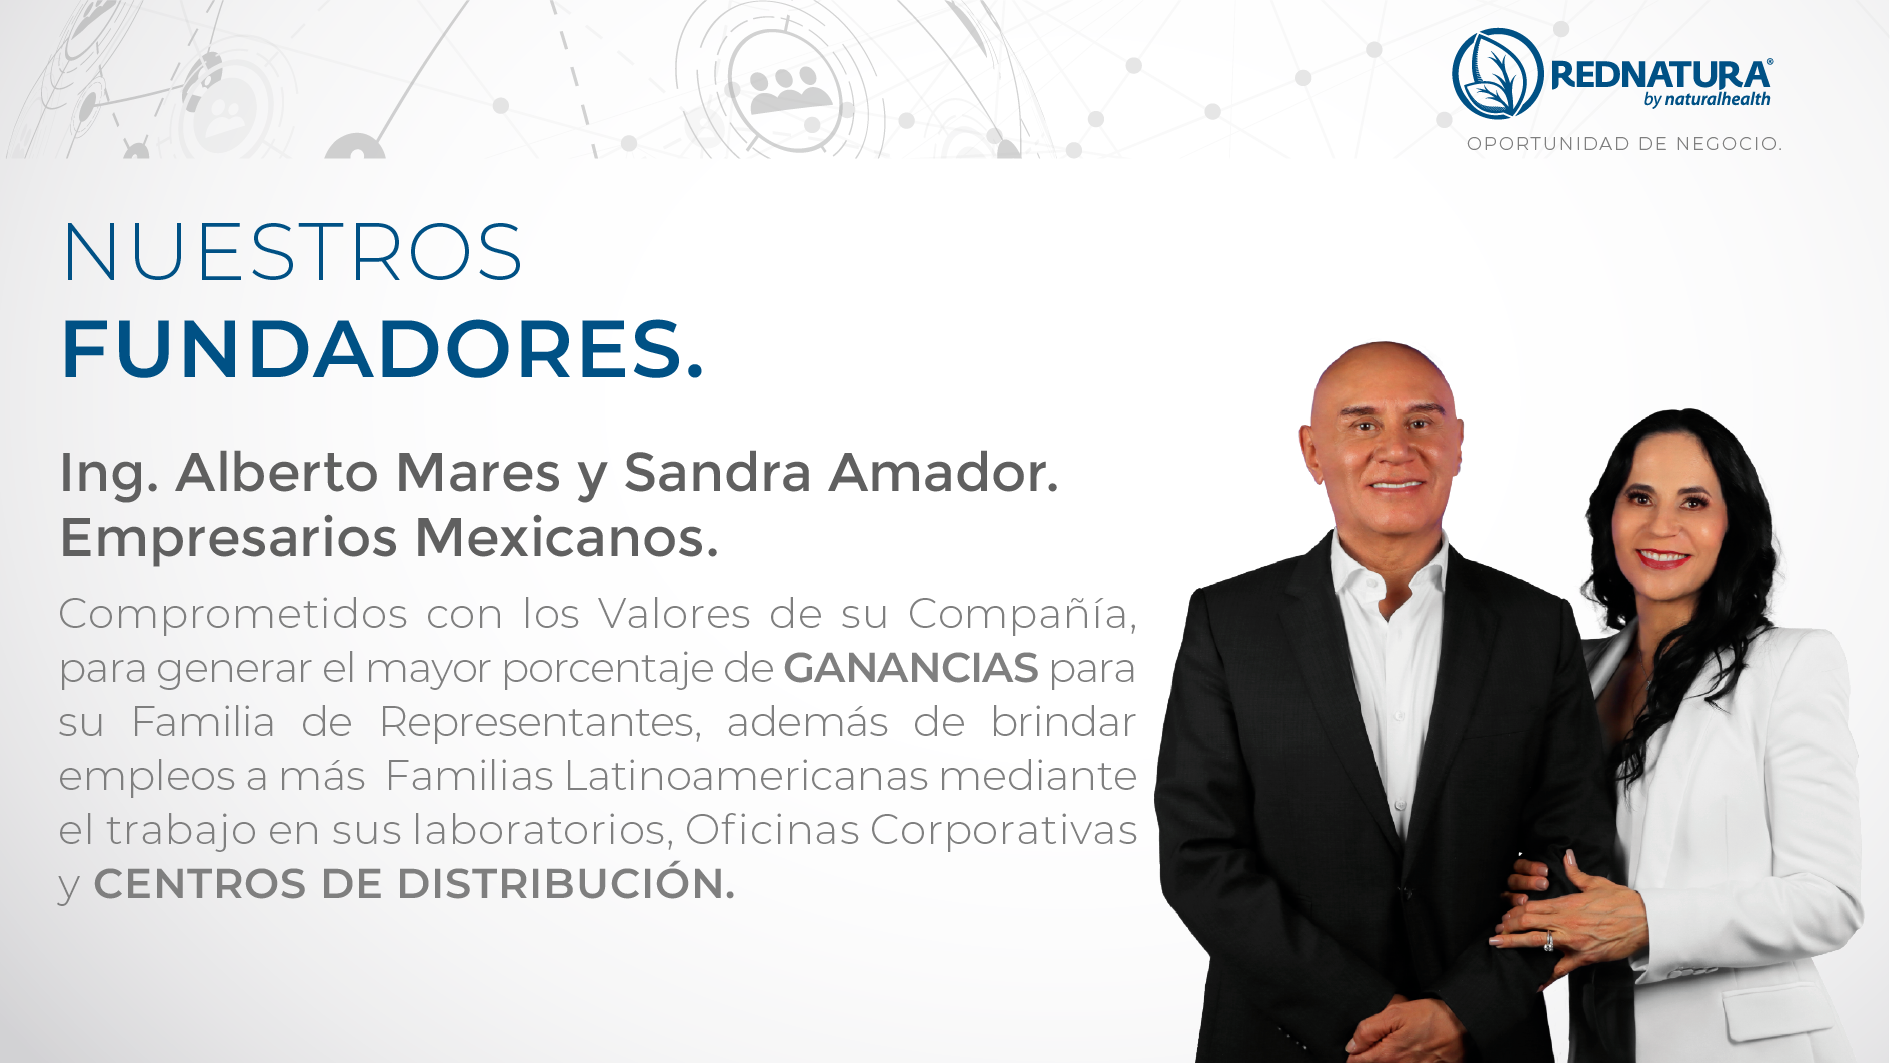 REDNATURA®
by naturalhealth
OPORTUNIDAD DE NEGOCIO.
NUESTROS
FUNDADORES.
Ing. Alberto Mares y Sandra Amador.
Empresarios Mexicanos.
Comprometidos con los Valores de su Compañía,
para generar el mayor porcentaje de GANANCIAS para
su Familia de Representantes, además de brindar
empleos a más Familias Latinoamericanas mediante
el trabajo en sus laboratorios, Oficinas Corporativas
y CENTROS DE DISTRIBUCIÓN.